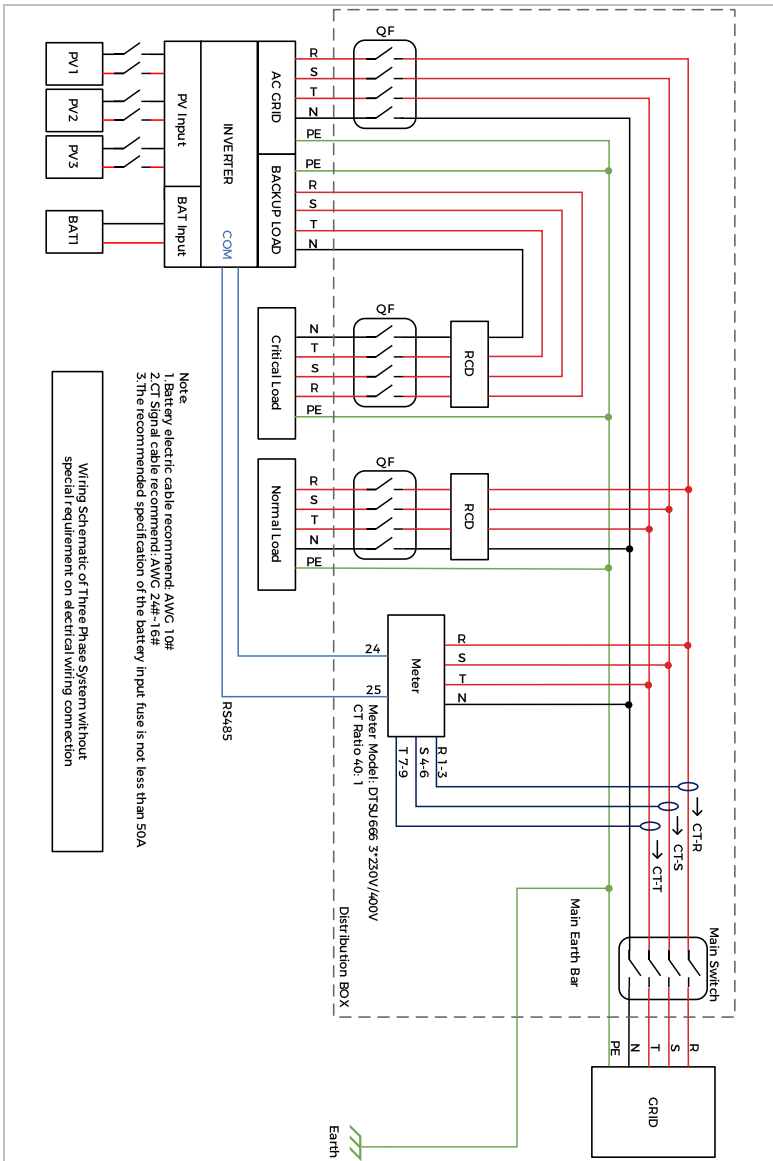 QF
R
S
T
N
PE
PE
R
S
T
N
AC GRID
BACKUP LOAD
INVERTER
COM
PV Input
BAT Input
PV1
PV2
PV3
BAT1
QF
N
T
S
R
PE
Critical Load
RCD
QF
R
S
T
N
PE
Normal Load
RCD
R
S
T
N
Meter
24
25
RS485
R 1-3
S 4-6
T 7-9
Meter Model: DTSU666 3*230V/400V
CT Ratio 40: 1
CT-R
CT-S
CT-T
Distribution BOX
Main Earth Bar
Main Switch
R
S
T
N
PE
GRID
Earth
Note:
1.Battery electric cable recommend: AWG 10#
2.CT Signal cable recommend: AWG 24#-16#
3.The recommended specification of the battery input fuse is not less than 50A
Wiring Schematic of Three Phase System without
special requirement on electrical wiring connection